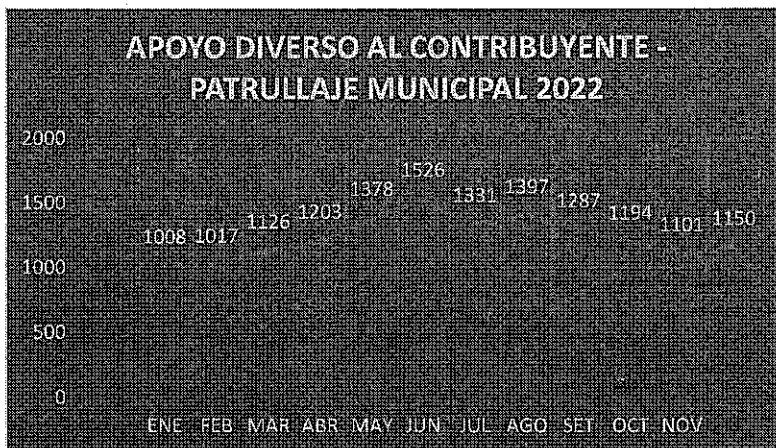 APOYO DIVERSO AL CONTRIBUYENTE -
PATRULLAJE MUNICIPAL 2022
2000
1500
1000
500
0
1008 1017 1126 1203 1378 1526 1331 1397 1287 1194 1101 1150
ENE FEB MAR ABR MAY JUN JUL AGO SET OCT NOV